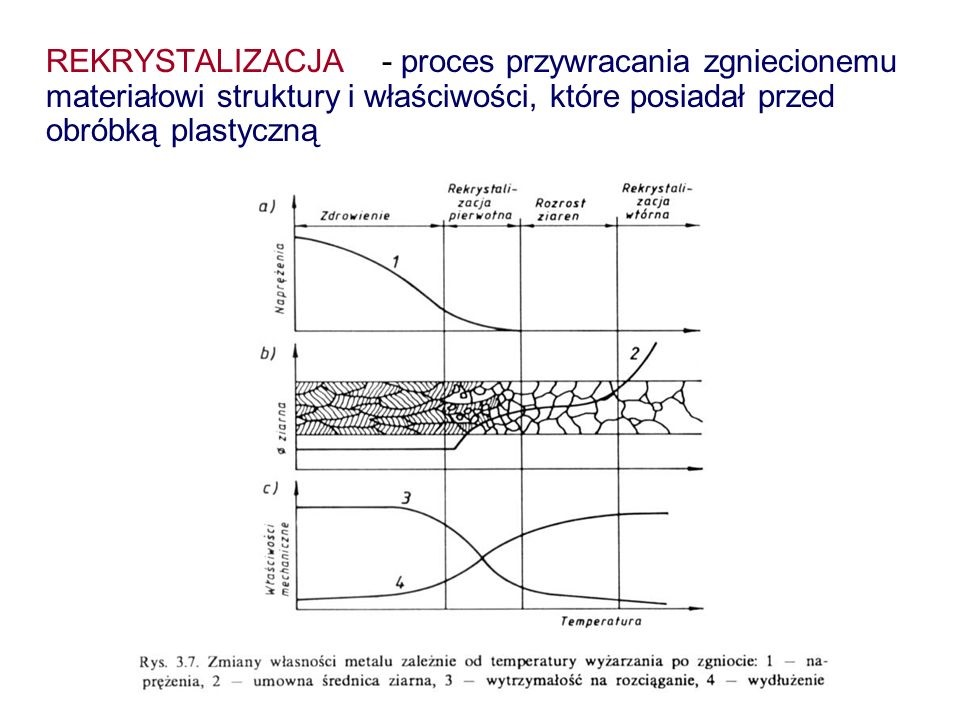 REKRYSTALIZACJA - proces przywracania zgniecionemu
materiałowi struktury i właściwości, które posiadał przed
obróbką plastyczną
a)
Zdrowienie
Rekrystali-
zacja
pierwotna
Rozrost
ziaren
Rekrystali-
zacja
wtórna
Naprężenia
1
b)
2
ø ziarna
c)
3
Właściwości
mechaniczne
4
Temperatura
Rys. 3.7. Zmiany własności metalu zależnie od temperatury wyżarzania po zgniocie: 1 — na-
prężenia, 2 — umowna średnica ziarna, 3 — wytrzymałość na rozciąganie, 4 — wydłużenie